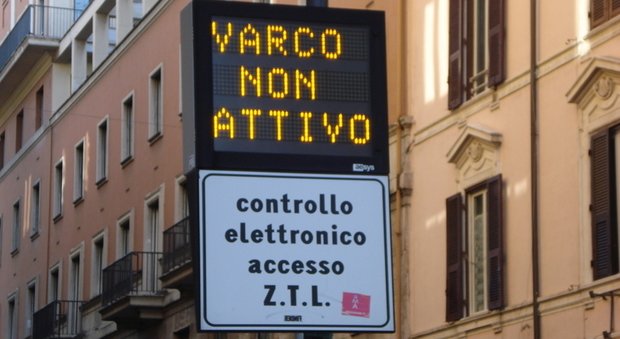 VARCO
NON
ATTIVO
controllo
elettronico
accesso
Z.T.L.